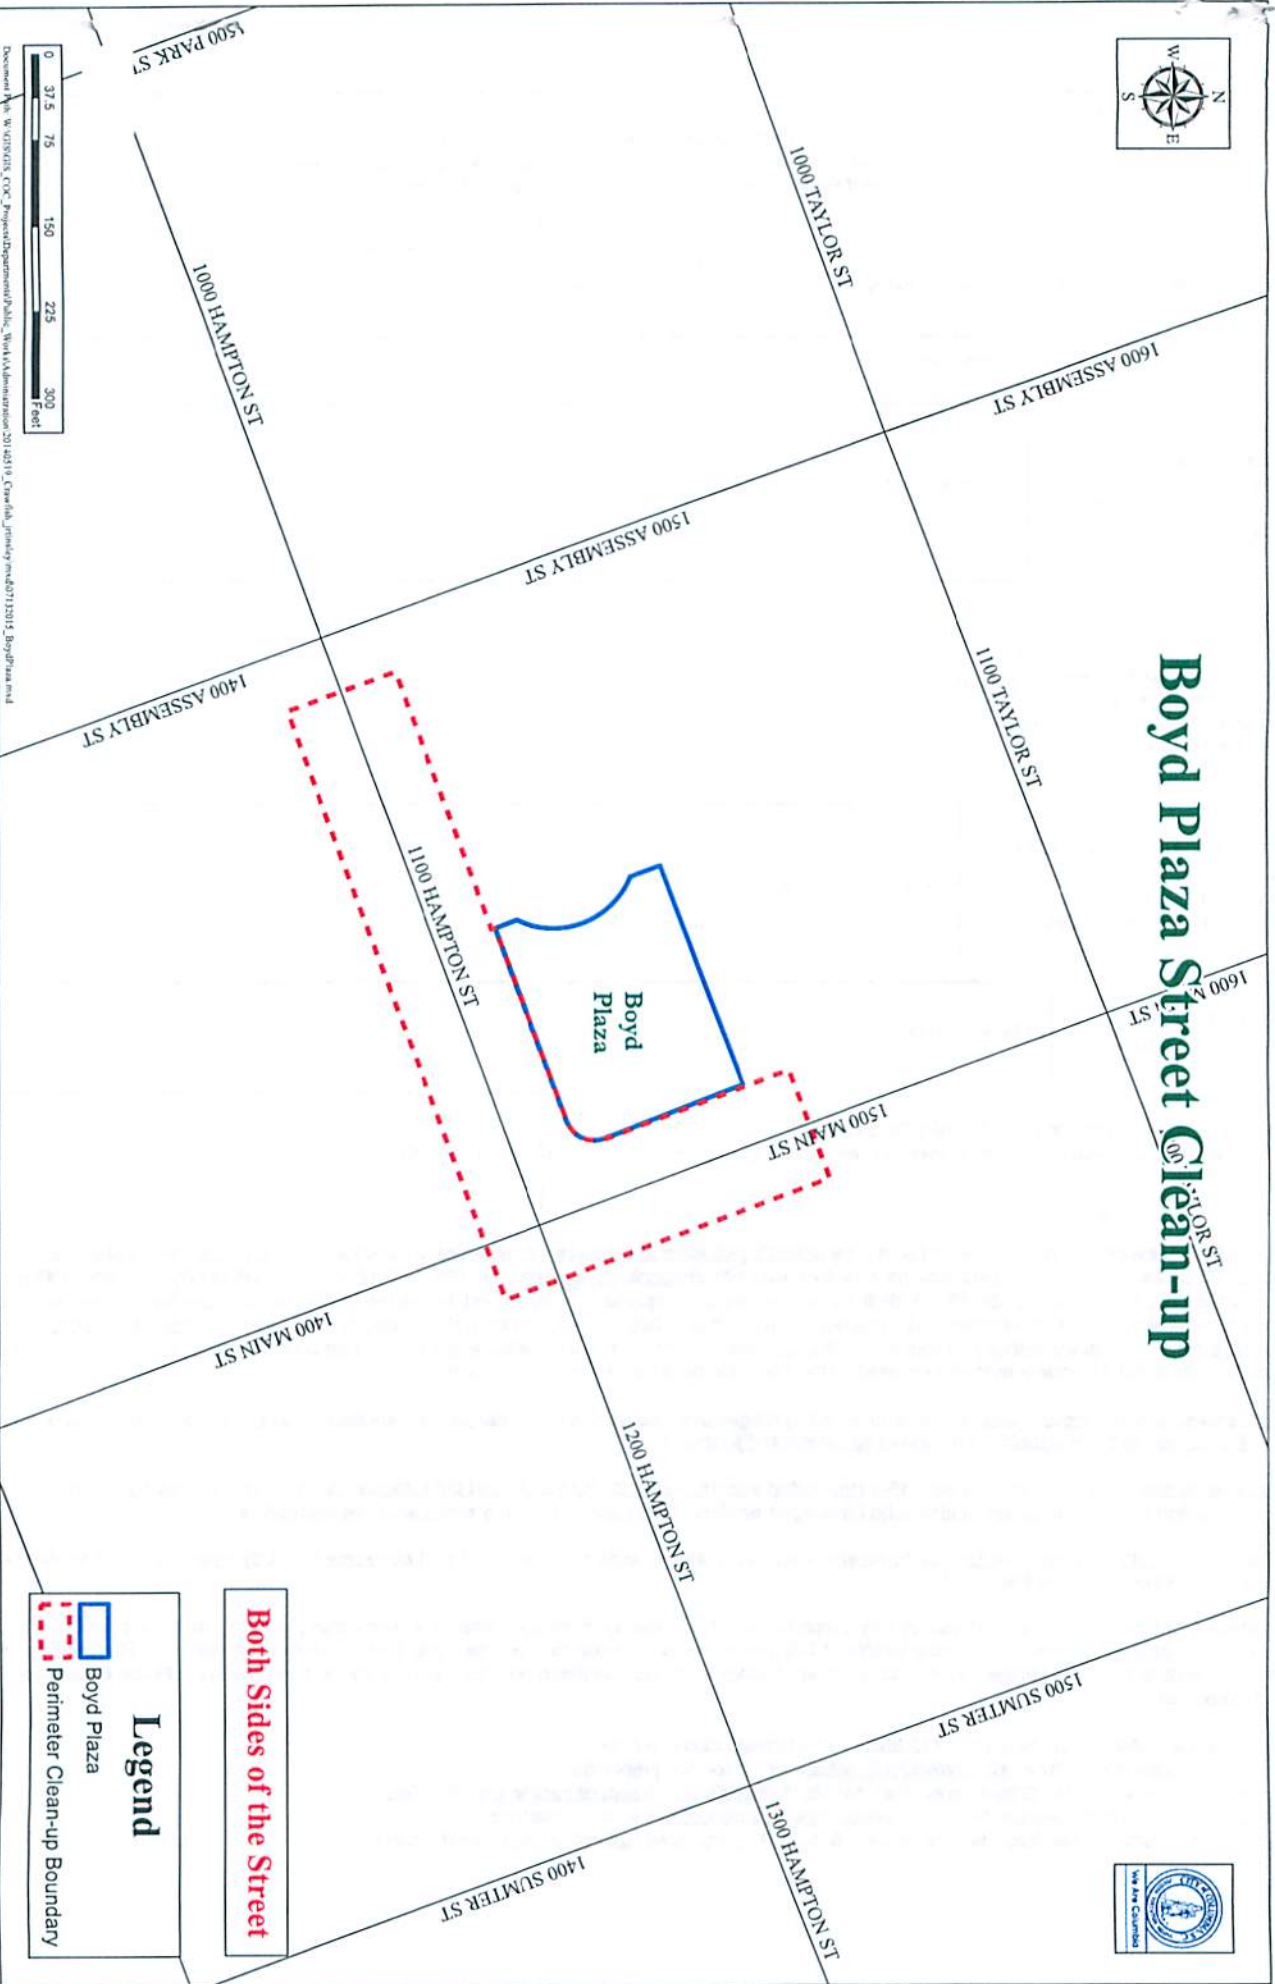 Boyd Plaza Street Clean-up
N
W
E
S
1600 ASSEMBLY ST
1000 TAYLOR ST
1100 TAYLOR ST
1500 ASSEMBLY ST
1500 PARK ST
1000 HAMPTON ST
1400 ASSEMBLY ST
1100 HAMPTON ST
Boyd
Plaza
1500 MAIN ST
1400 MAIN ST
1200 HAMPTON ST
1500 SUMTER ST
1400 SUMTER ST
1300 HAMPTON ST
We Are Columbia
Both Sides of the Street
Legend
Boyd Plaza
Perimeter Clean-up Boundary
0 37.5 75 150 225 300
Feet